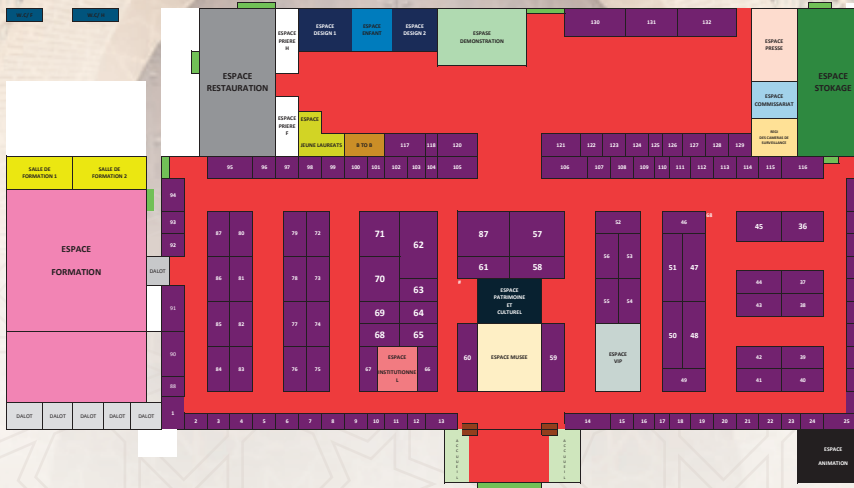 W.C H
W.C F
ESPACE
RESTAURATION
ESPACE
PRIERE
H
ESPACE
DESIGN 1
ESPACE
ENFANT
ESPACE
DESIGN 2
ESPASE
DEMONSTRATION
130
131
132
ESPACE
PRESSE
ESPACE
STOKAGE
ESPACE
COMMISSARIAT
ESPACE
PRIERE
F
ESPACE
JEUNE LAUREATS
B TO B
117
118
120
121
122
123
124
125
126
127
128
129
DES CAMERAS DE
SURVEILLANCE
SALLE DE
FORMATION 1
SALLE DE
FORMATION 2
95
96
97
98
99
100
101
102
103
104
105
106
107
108
109
110
111
112
113
114
115
116
94
93
92
ESPACE
FORMATION
DALOT
91
90
88
1
87
80
86
81
85
82
84
83
79
72
78
73
77
74
76
75
71
62
70
63
69
64
68
65
67
ESPACE
INSTITUTIONNE
L
66
87
57
61
58
ESPACE
PATRIMOINE
ET
CULTUREL
60
ESPACE MUSEE
59
52
56
53
55
54
ESPACE
VIP
46
68
51
47
50
48
49
45
36
44
37
43
38
42
39
41
40
DALOT
DALOT
DALOT
DALOT
DALOT
2
3
4
5
6
7
8
9
10
11
12
13
14
15
16
17
18
19
20
21
22
23
24
25
ESPACE
ANIMATION